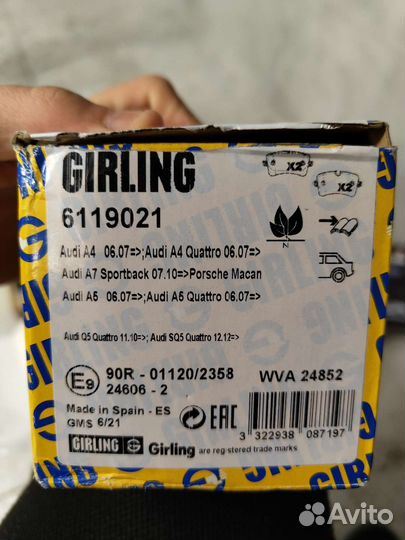 GIRLING
X2
X2
6119021
N
Audi A4 06.07=>;Audi A4 Quattro 06.07=>
Audi A7 Sportback 07.10=>Porsche Macan
Audi A5 06.07=>;Audi A5 Quattro 06.07=>
Audi Q5 Quattro 11.10=>; SQ5 Quattro 12.12=>
E9
90R - 01120/2358
24606 - 2
WVA 24852
Made in Spain - ES
GMS 6/21
EAC
3 322938 087197
GIRLING Girling are registered trade marks
Avito